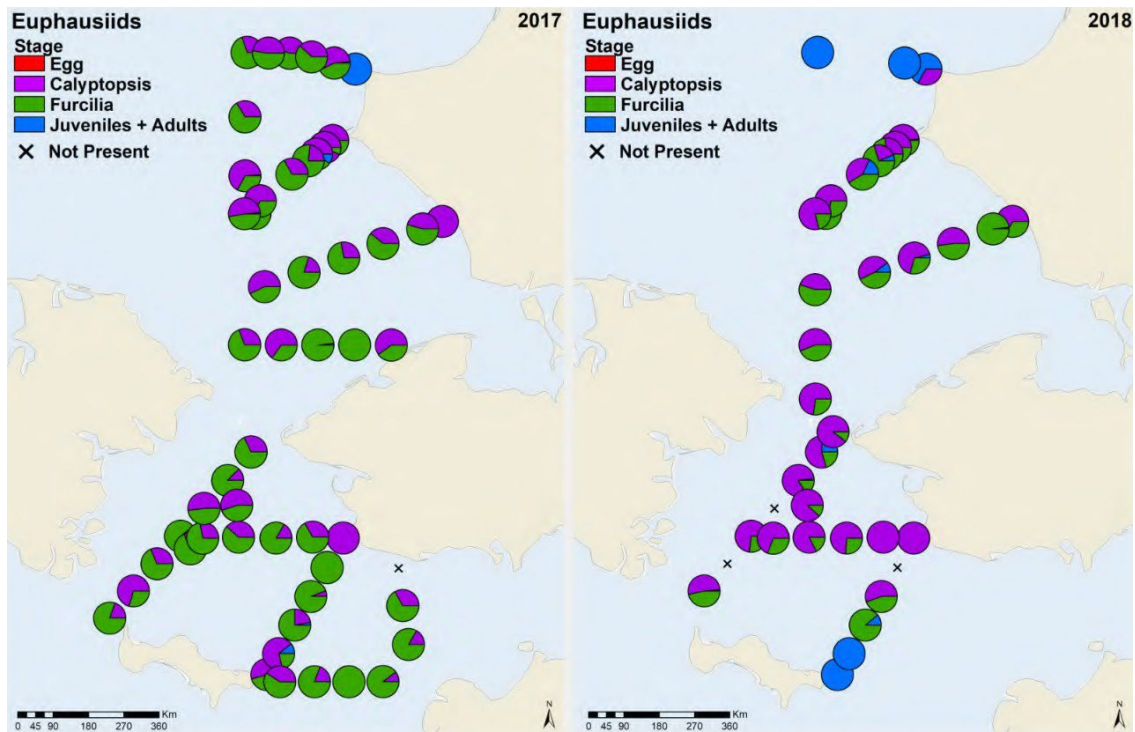 Euphausiids 2017
Stage
Egg
Calyptopsis
Furcilia
Juveniles + Adults
× Not Present
Km
0 45 90 180 270 360
N
Euphausiids 2018
Stage
Egg
Calyptopsis
Furcilia
Juveniles + Adults
× Not Present
Km
0 45 90 180 270 360
N